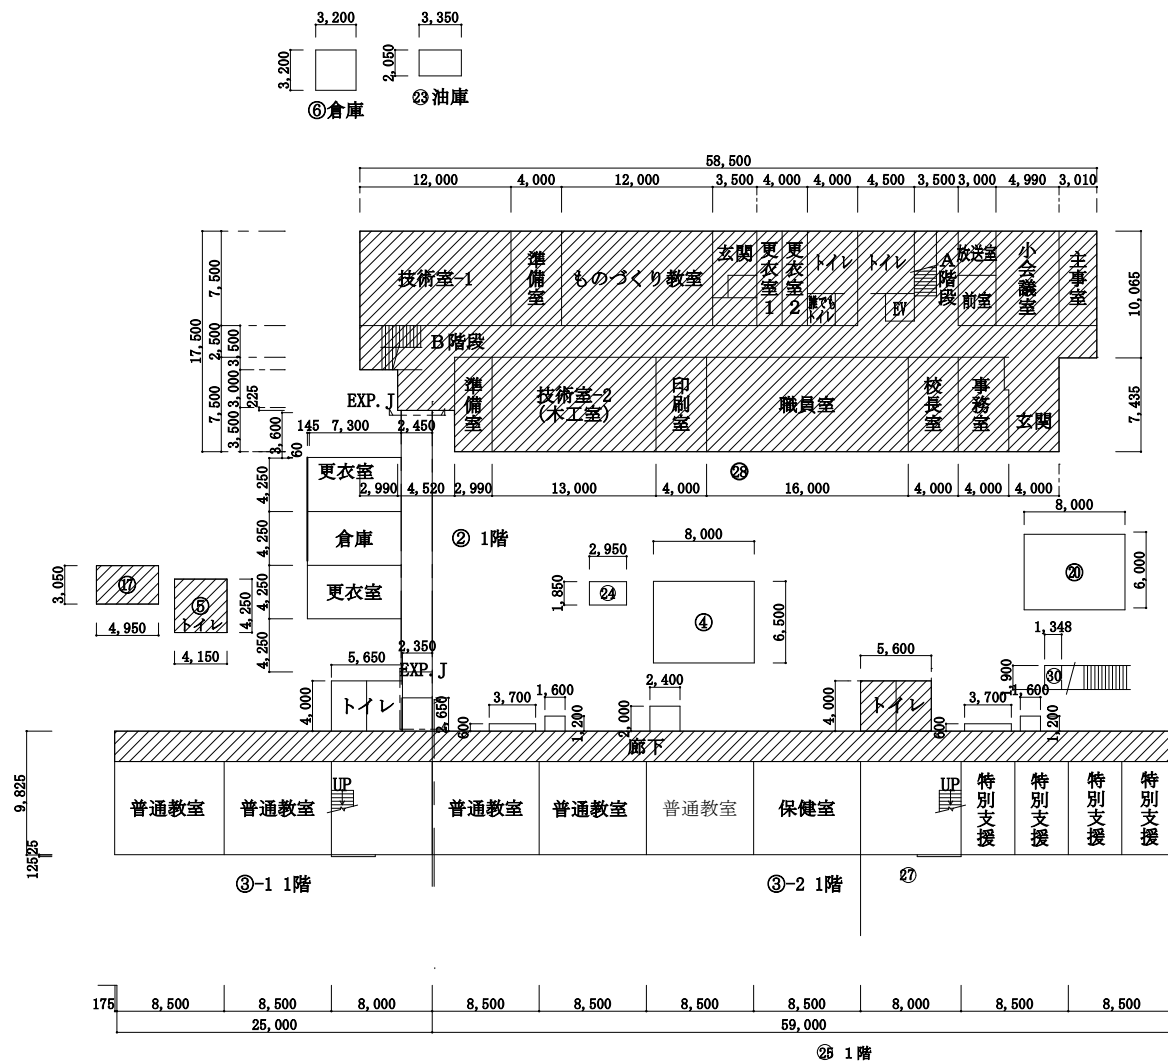 3,200
3,350
3,200
2,050
⑥倉庫
㉓油庫
58,500
12,000 4,000 12,000 3,500 4,000 4,000 4,500 3,500 3,000 4,990 3,010
17,500
7,500
2,500
7,500
3,500
3,000
225
3,500
3,600
10,065
7,435
技術室-1
準備室
ものづくり教室
玄関
更衣室1
更衣室2
トイレ
誰でもトイレ
トイレ
EV
A階段
放送室
前室
小会議室
主事室
B階段
EXP.J
準備室
技術室-2
(木工室)
印刷室
職員室
校長室
事務室
玄関
145 7,300 2,450
60
㉘
2,990 4,520 2,990 13,000 4,000 16,000 4,000 4,000 4,000
4,250
4,250
4,250
4,250
更衣室
倉庫
更衣室
② 1階
3,050
⑰
4,950
⑤
トイレ
4,250
4,150
2,950
1,850
㉔
8,000
④
6,500
8,000
⑳
6,000
1,348
900
㉚
2,350
EXP.J
5,650
4,000
トイレ
2,650
3,700
600
1,600
1,200
2,400
2,000
5,600
4,000
トイレ
3,700
600
1,600
1,200
廊下
9,825
25
125
普通教室
普通教室
UP
普通教室
普通教室
普通教室
保健室
UP
特別支援
特別支援
特別支援
特別支援
③-1 1階
③-2 1階
㉗
175 8,500 8,500 8,000 8,500 8,500 8,500 8,500 8,000 8,500 8,500
25,000 59,000
㉕ 1階